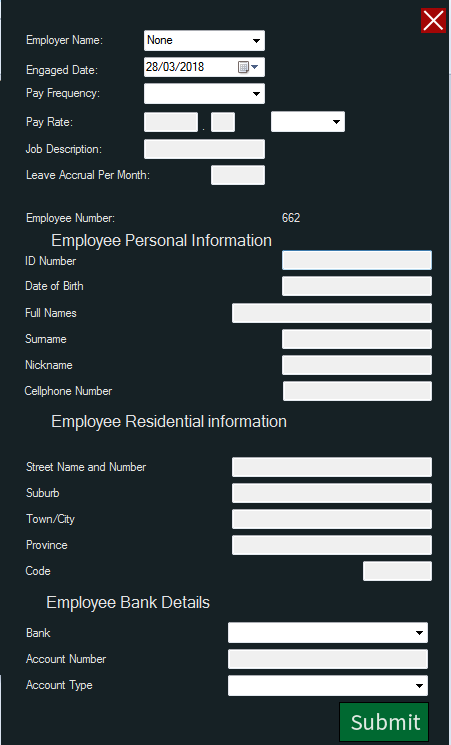 Employer Name: None
Engaged Date: 28/03/2018
Pay Frequency:
Pay Rate: .
Job Description:
Leave Accrual Per Month:
Employee Number: 662
Employee Personal Information
ID Number
Date of Birth
Full Names
Surname
Nickname
Cellphone Number
Employee Residential information
Street Name and Number
Suburb
Town/City
Province
Code
Employee Bank Details
Bank
Account Number
Account Type
Submit